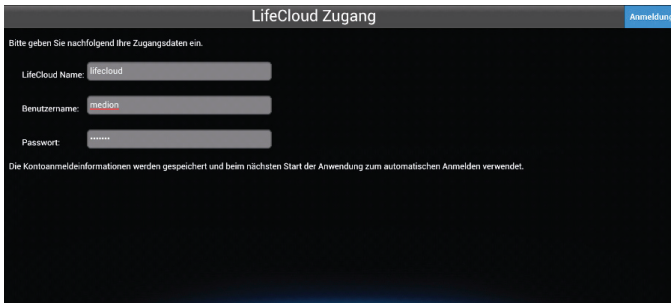 LifeCloud Zugang
Anmeldung
Bitte geben Sie nachfolgend Ihre Zugangsdaten ein.
LifeCloud Name: lifecloud
Benutzername: medion
Passwort: •••••••
Die Kontoanmeldeinformationen werden gespeichert und beim nächsten Start der Anwendung zum automatischen Anmelden verwendet.